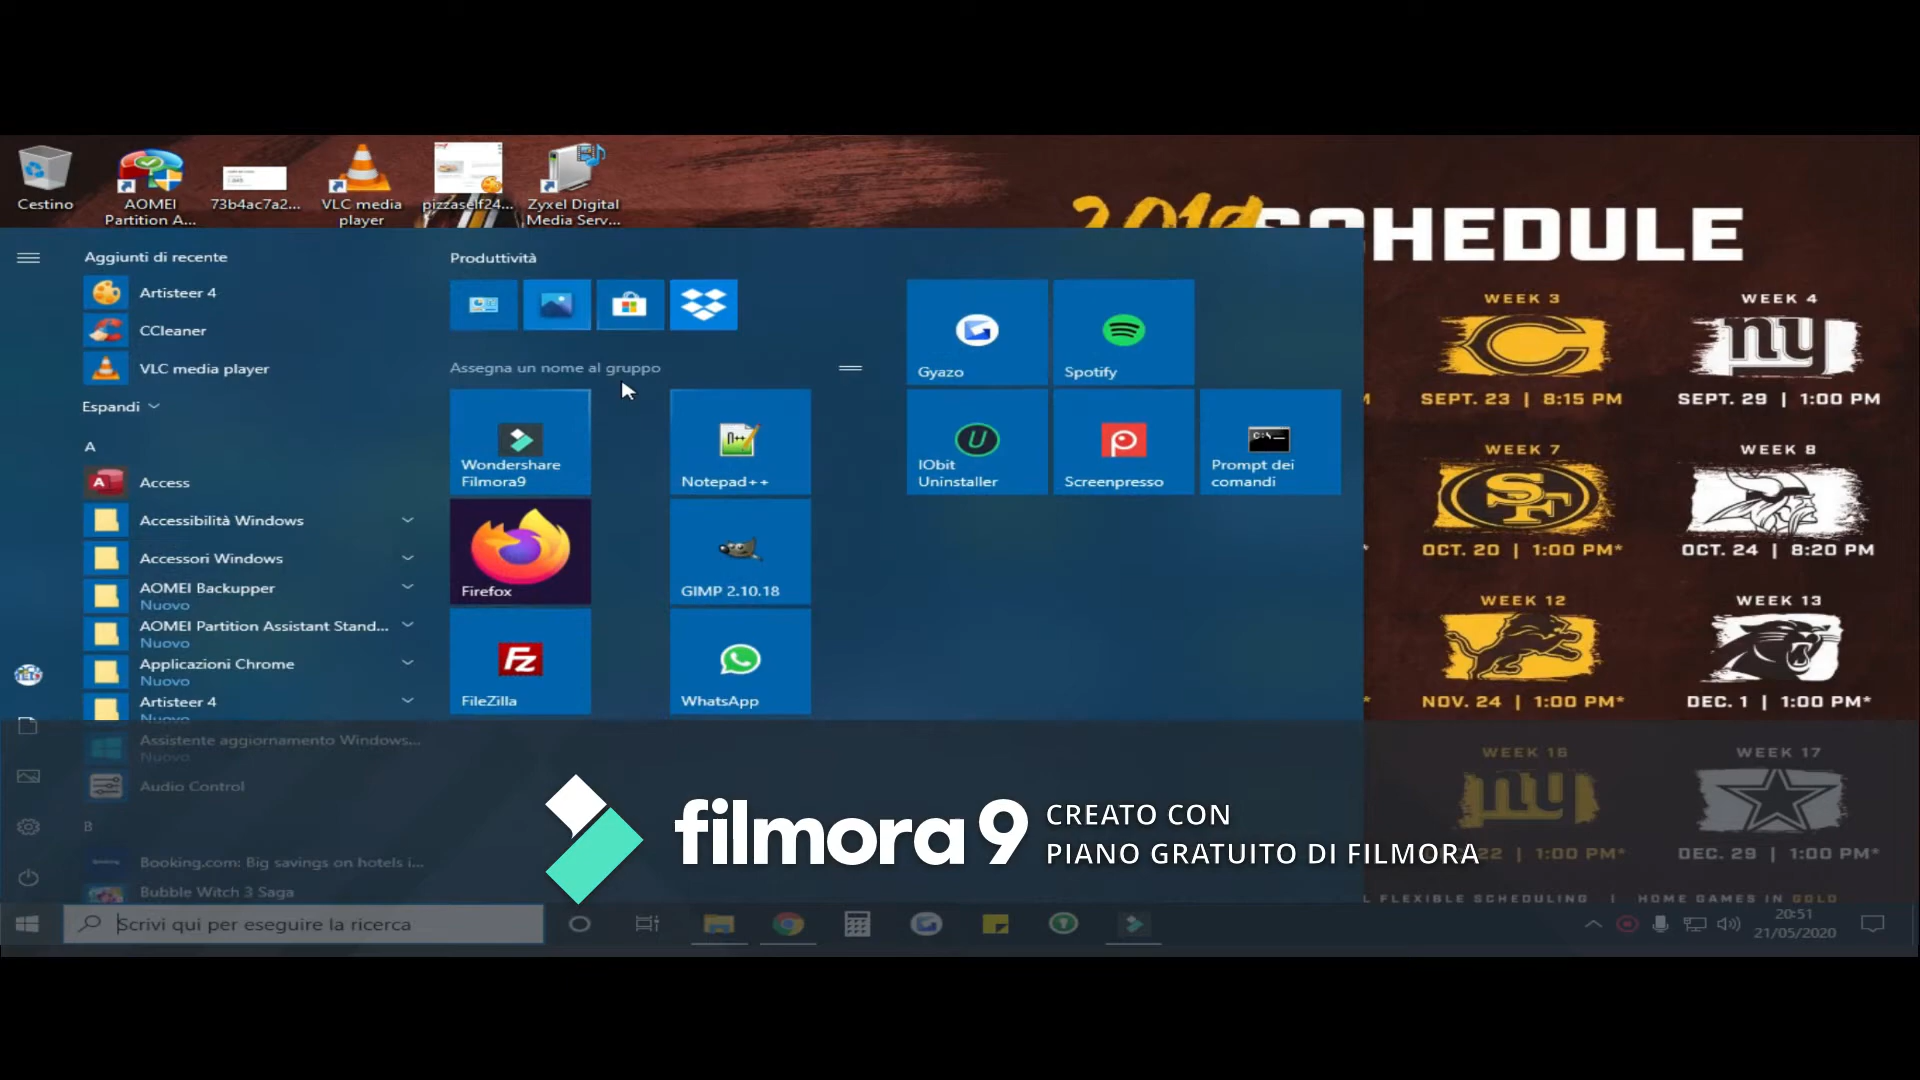 Cestino
AOMEI
Partition A...
73b4ac7a2...
VLC media
player
pizzaself24...
Zyxel Digital
Media Serv...
SCHEDULE
Aggiunti di recente
Artisteer 4
CCleaner
VLC media player
Espandi
A
Access
Accessibilità Windows
Accessori Windows
AOMEI Backupper
Nuovo
AOMEI Partition Assistant Stand...
Nuovo
Applicazioni Chrome
Nuovo
Artisteer 4
Nuovo
Assistente aggiornamento Windows...
Nuovo
Audio Control
B
Booking.com: Big savings on hotels i...
Bubble Witch 3 Saga
Produttività
Assegna un nome al gruppo
Wondershare
Filmora9
Notepad++
Firefox
GIMP 2.10.18
FileZilla
WhatsApp
Gyazo
Spotify
IObit
Uninstaller
Screenpresso
Prompt dei
comandi
WEEK 3
SEPT. 23 | 8:15 PM
WEEK 4
SEPT. 29 | 1:00 PM
WEEK 7
OCT. 20 | 1:00 PM*
WEEK 8
OCT. 24 | 8:20 PM
WEEK 12
NOV. 24 | 1:00 PM*
WEEK 13
DEC. 1 | 1:00 PM*
WEEK 16
22 | 1:00 PM*
WEEK 17
DEC. 29 | 1:00 PM*
FLEXIBLE SCHEDULING | HOME GAMES IN GOLD
filmora9
CREATO CON
PIANO GRATUITO DI FILMORA
Scrivi qui per eseguire la ricerca
20:51
21/05/2020